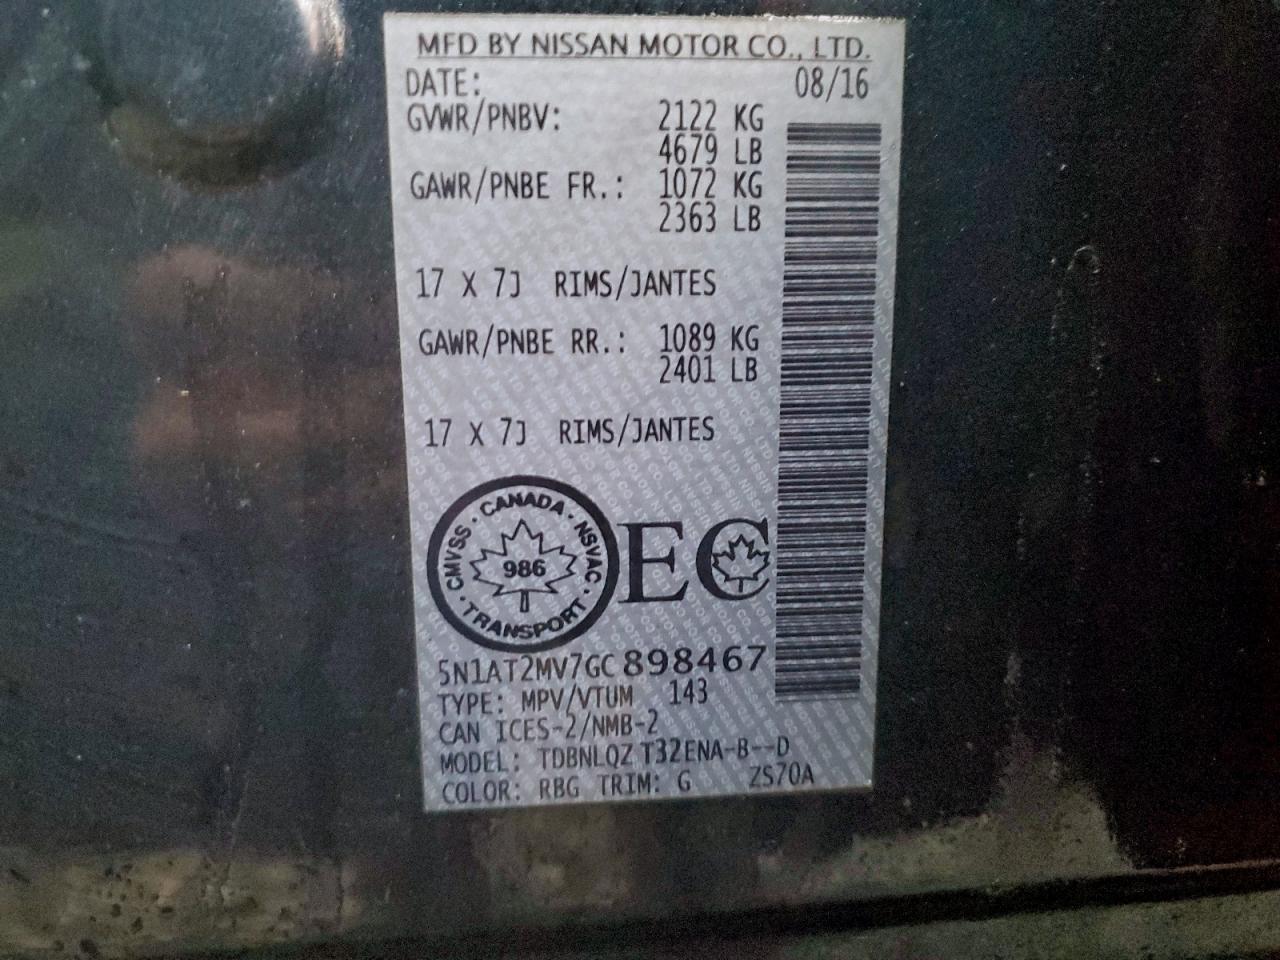 MFD BY NISSAN MOTOR CO., LTD.
DATE: 08/16
GVWR/PNBV: 2122 KG
4679 LB
GAWR/PNBE FR.: 1072 KG
2363 LB
17 X 7J RIMS/JANTES
GAWR/PNBE RR.: 1089 KG
2401 LB
17 X 7J RIMS/JANTES
CMVSS · CANADA · NSVAC · TRANSPORT ·
986
EC
5N1AT2MV7GC898467
TYPE: MPV/VTUM 143
CAN ICES-2/NMB-2
MODEL: TDBNLQZ T32ENA-B--D
COLOR: RBG TRIM: G ZS70A